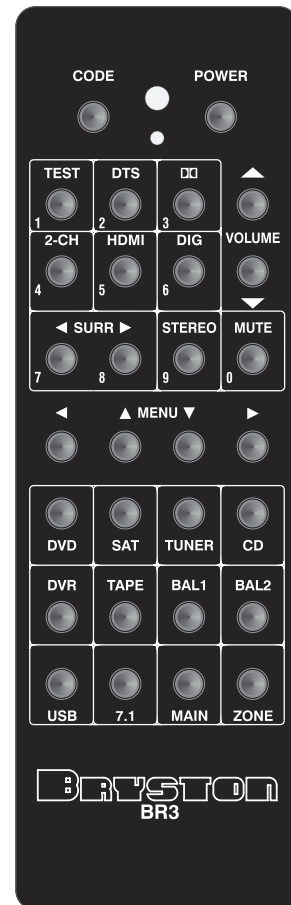 CODE POWER
TEST DTS
1 2 3
2-CH HDMI DIG VOLUME
4 5 6
◄ SURR ► STEREO MUTE
7 8 9 0
◄ ▲ MENU ▼ ►
DVD SAT TUNER CD
DVR TAPE BAL1 BAL2
USB 7.1 MAIN ZONE
BRYSTON
BR3